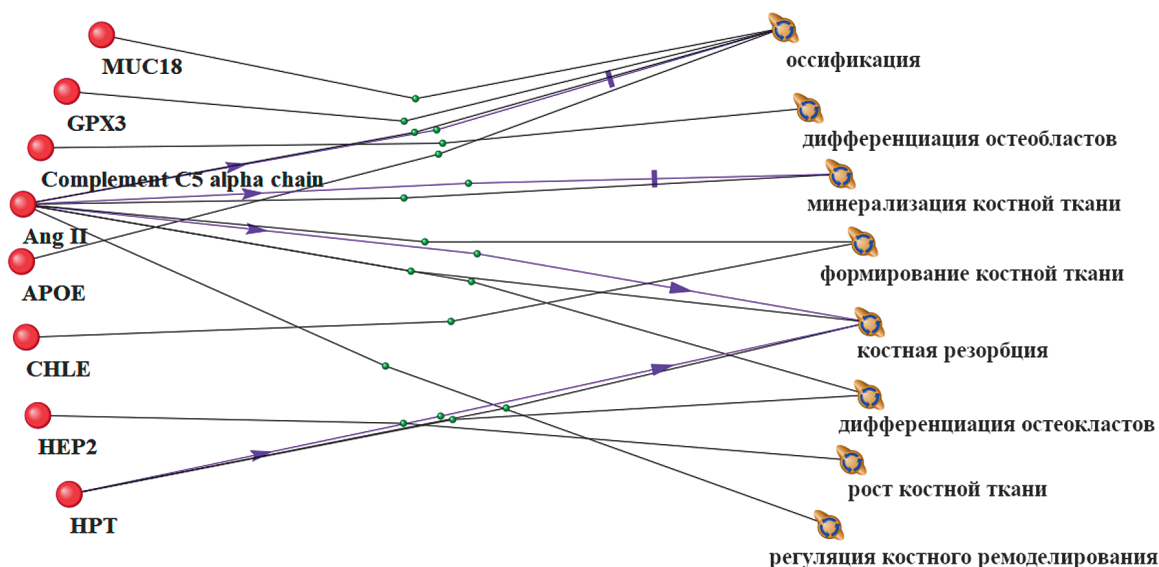 MUC18
GPX3
Complement C5 alpha chain
Ang II
APOE
CHLE
HEP2
HPT
оссификация
дифференциация остеобластов
минерализация костной ткани
формирование костной ткани
костная резорбция
дифференциация остеокластов
рост костной ткани
регуляция костного ремоделирования